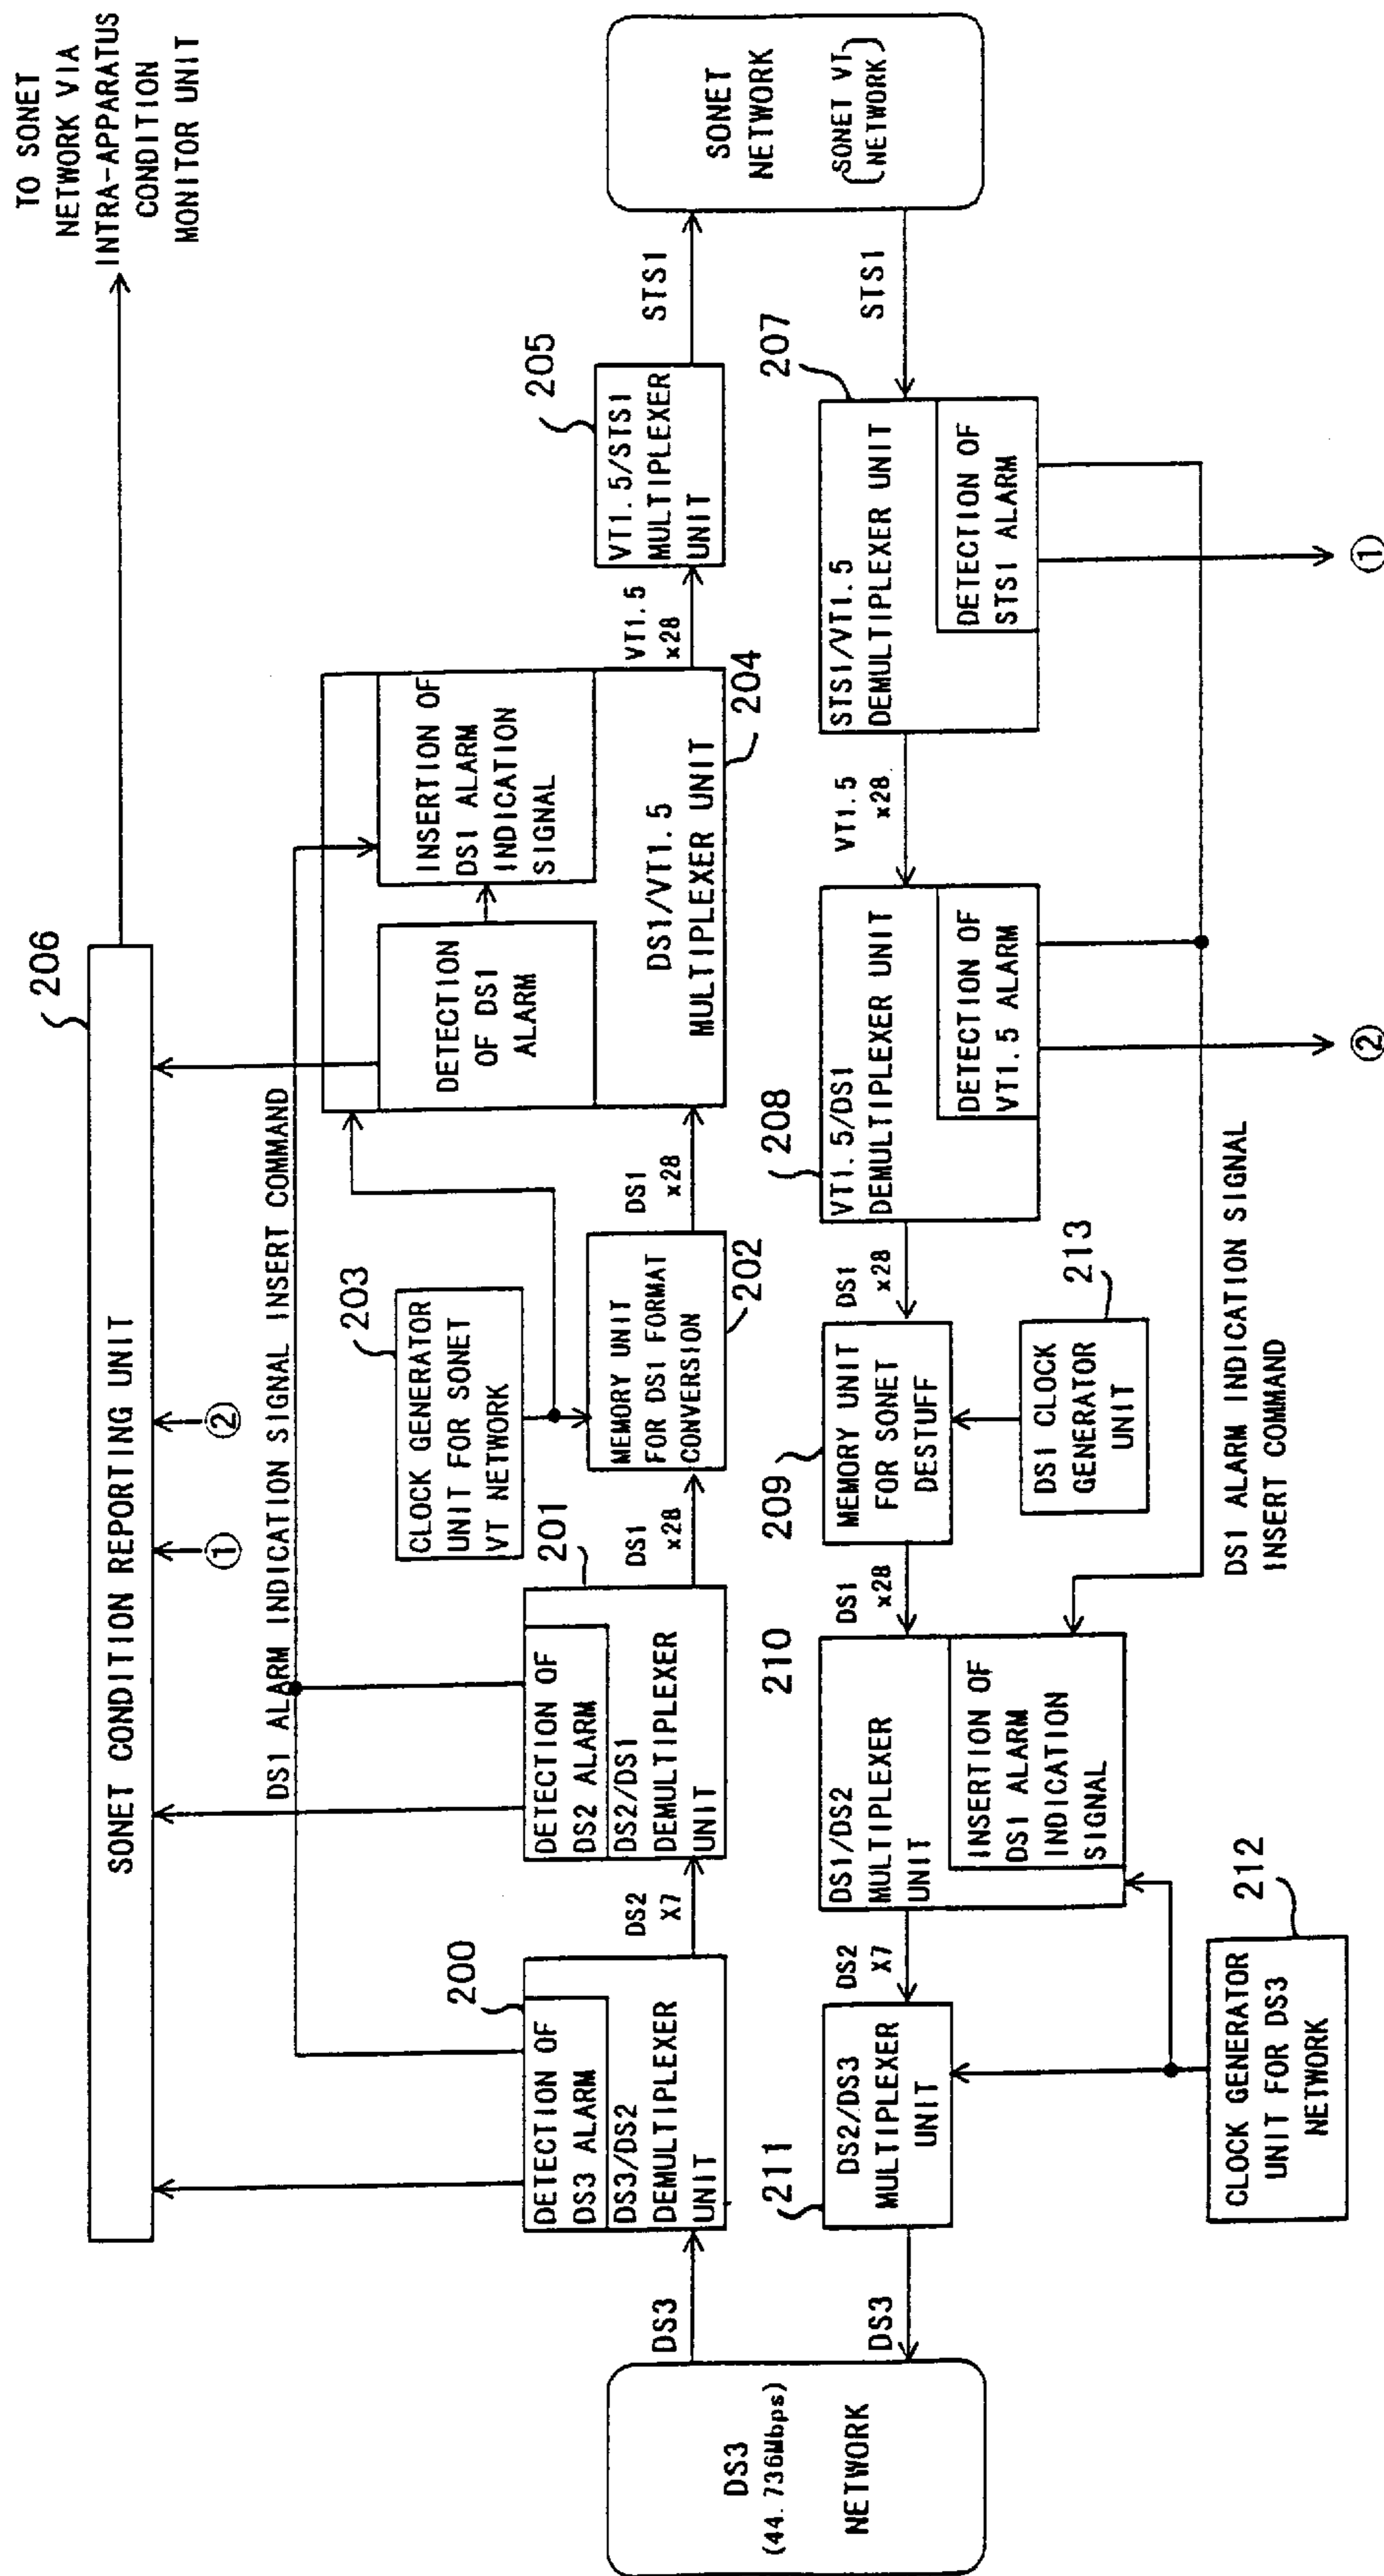 TO SONET
NETWORK VIA
INTRA-APPARATUS
CONDITION
MONITOR UNIT
206
SONET CONDITION REPORTING UNIT
①
②
DS1 ALARM INDICATION SIGNAL INSERT COMMAND
DS3
(44.736Mbps)
NETWORK
DS3
200
DETECTION OF
DS3 ALARM
DS3/DS2
DEMULTIPLEXER
UNIT
DS2
X7
201
DETECTION OF
DS2 ALARM
DS2/DS1
DEMULTIPLEXER
UNIT
DS1
x28
203
CLOCK GENERATOR
UNIT FOR SONET
VT NETWORK
MEMORY UNIT
FOR DS1 FORMAT
CONVERSION
202
DS1
x28
DETECTION
OF DS1
ALARM
INSERTION OF
DS1 ALARM
INDICATION
SIGNAL
DS1/VT1.5
MULTIPLEXER UNIT
204
VT1.5
x28
205
VT1.5/STS1
MULTIPLEXER
UNIT
STS1
SONET
NETWORK
(SONET VT
NETWORK)
STS1
207
STS1/VT1.5
DEMULTIPLEXER UNIT
DETECTION OF
STS1 ALARM
①
VT1.5
x28
208
VT1.5/DS1
DEMULTIPLEXER UNIT
DETECTION OF
VT1.5 ALARM
②
DS1
x28
209
MEMORY UNIT
FOR SONET
DESTUFF
213
DS1 CLOCK
GENERATOR
UNIT
DS1
x28
210
DS1/DS2
MULTIPLEXER
UNIT
INSERTION OF
DS1 ALARM
INDICATION
SIGNAL
DS1 ALARM INDICATION SIGNAL
INSERT COMMAND
DS2
X7
211
DS2/DS3
MULTIPLEXER
UNIT
DS3
212
CLOCK GENERATOR
UNIT FOR DS3
NETWORK